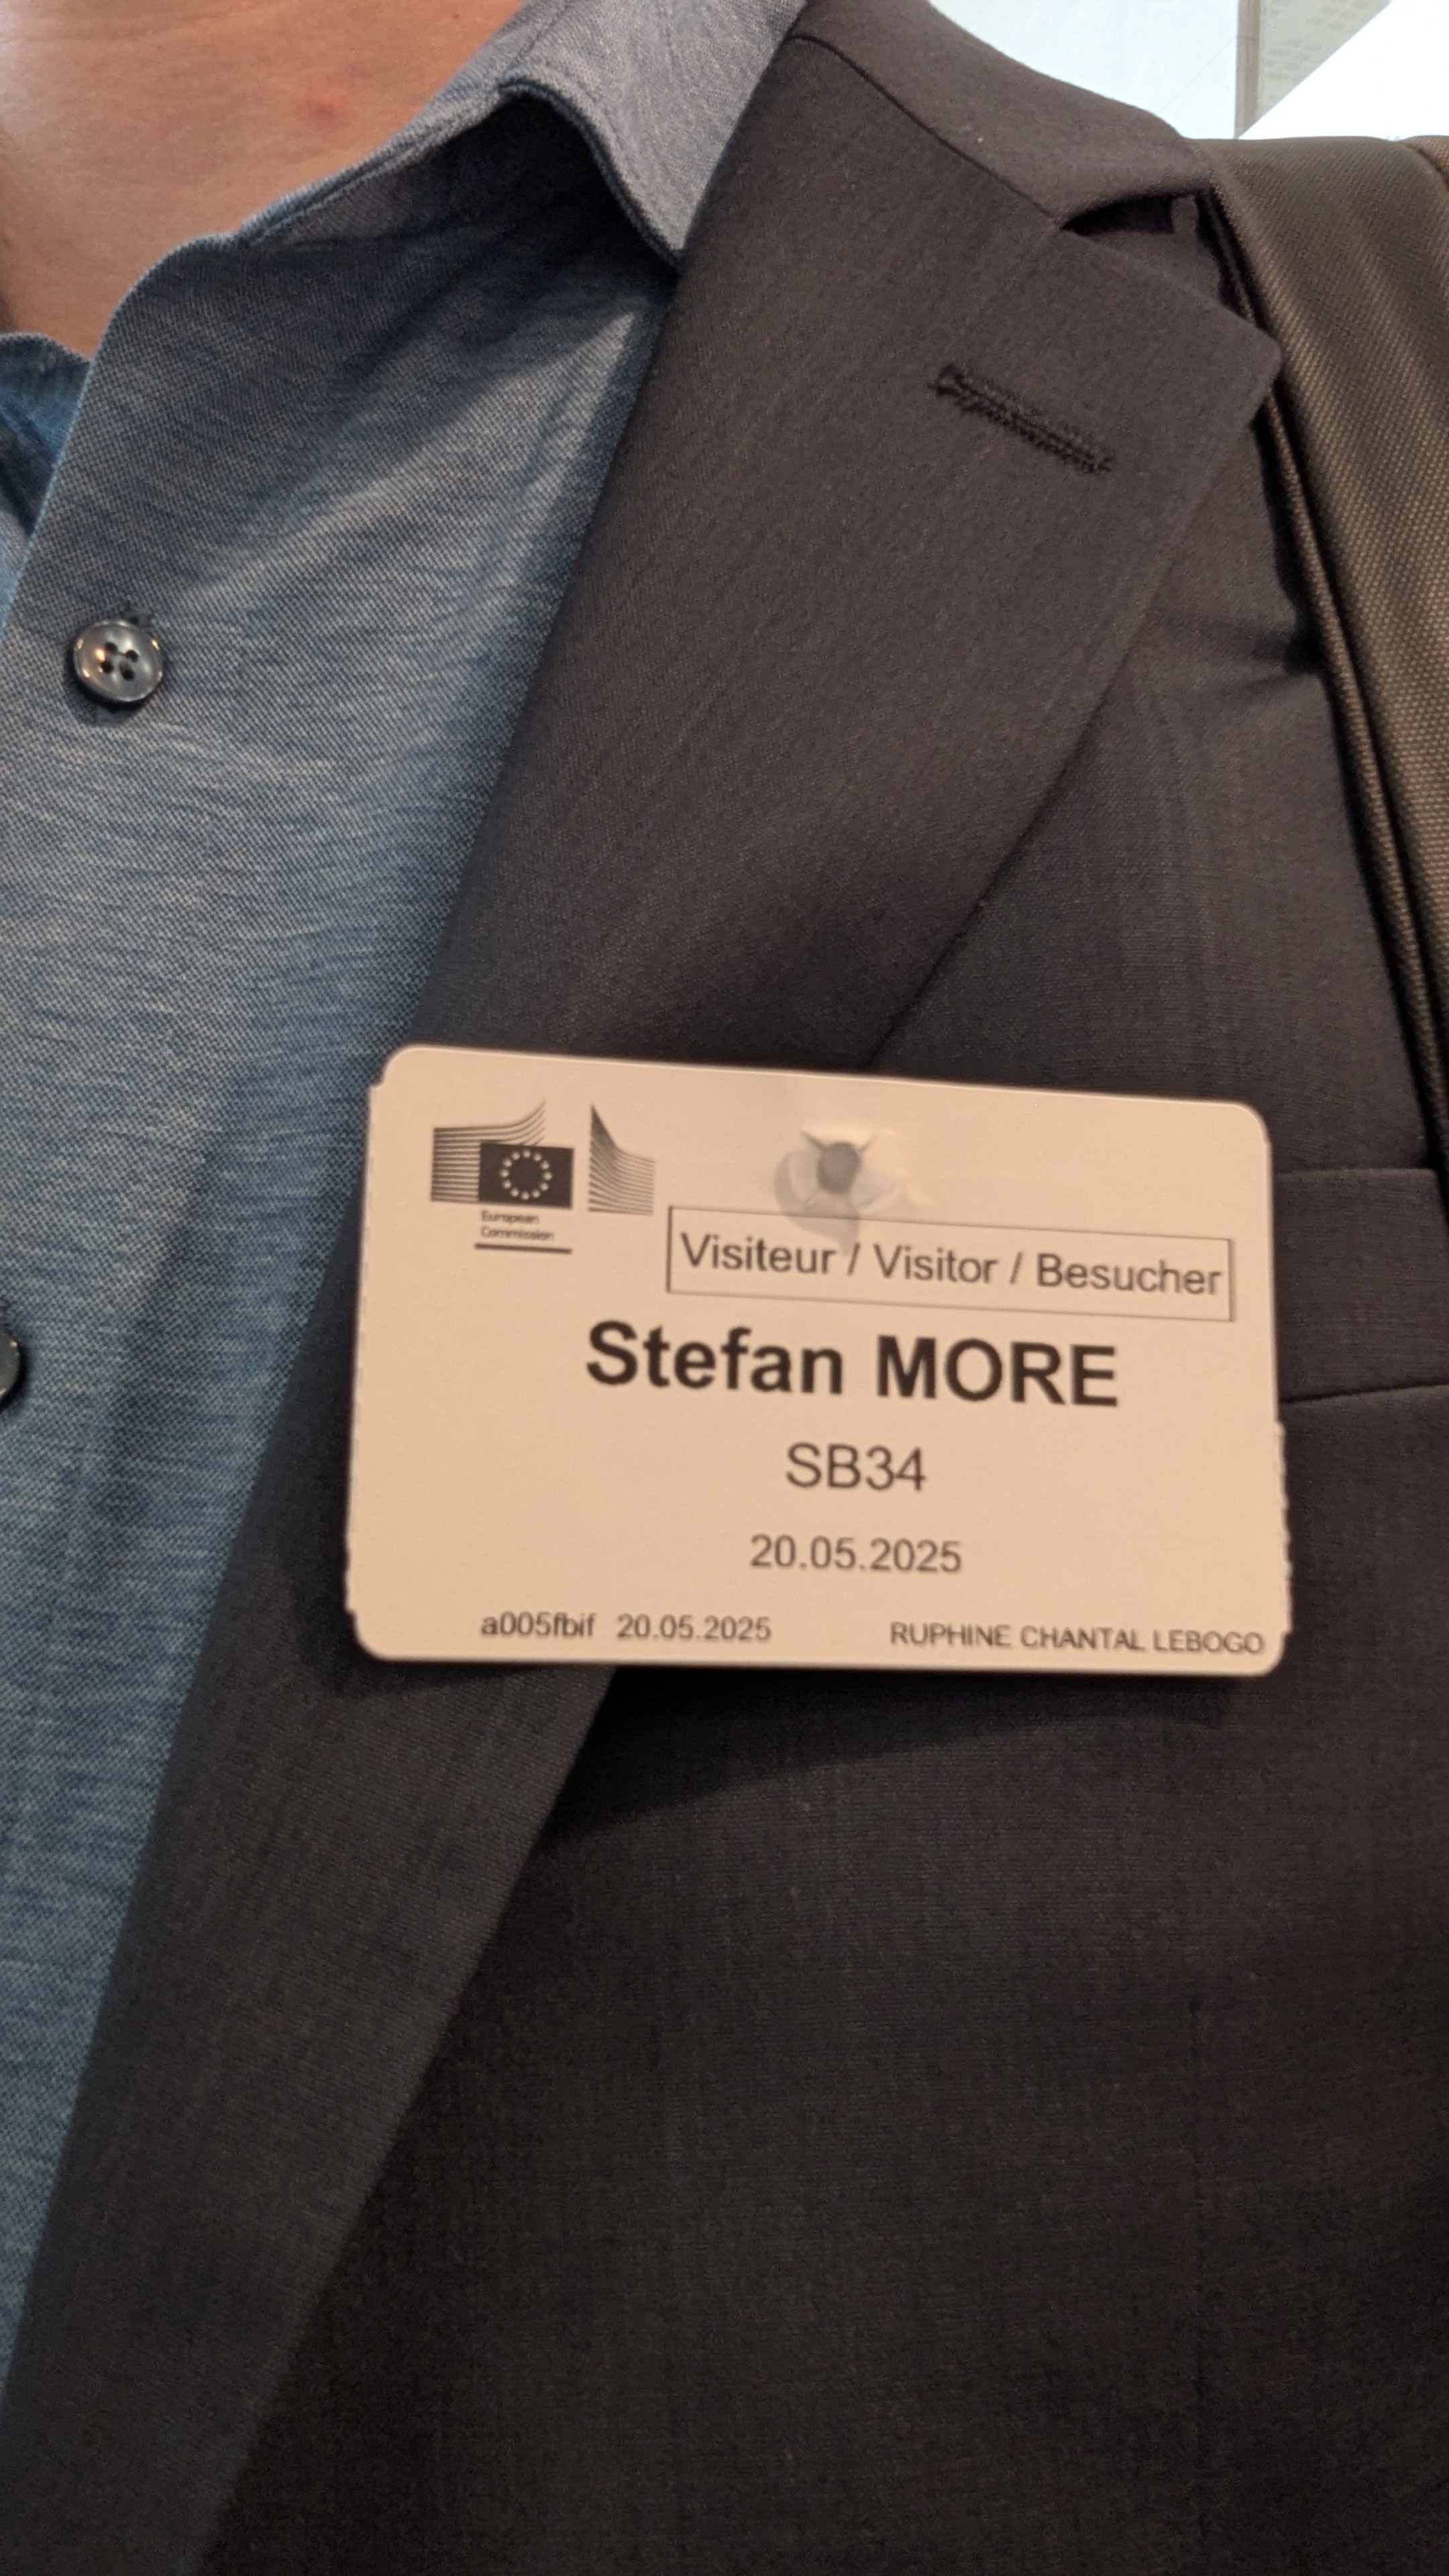 European
Commission
Visiteur / Visitor / Besucher
Stefan MORE
SB34
20.05.2025
a005fbif 20.05.2025 RUPHINE CHANTAL LEBOGO